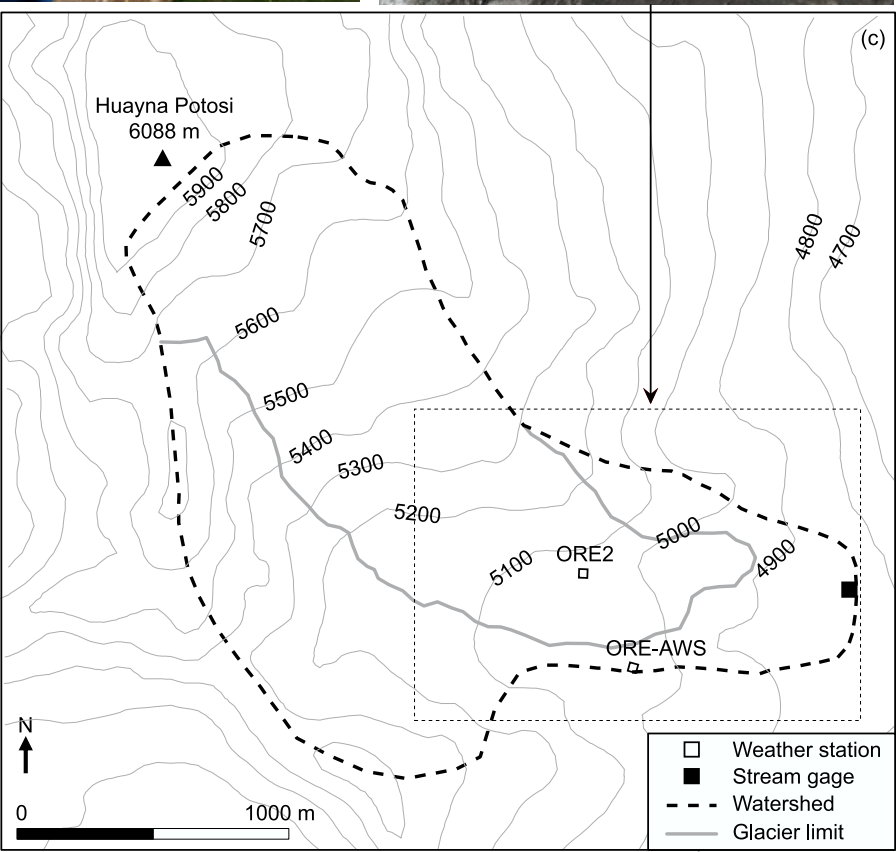 (c)
Huayna Potosi
6088 m
5900
5800
5700
4800
4700
5600
5500
5400
5300
5200
5000
4900
5100
ORE2
ORE-AWS
N
0 1000 m
Weather station
Stream gage
Watershed
Glacier limit